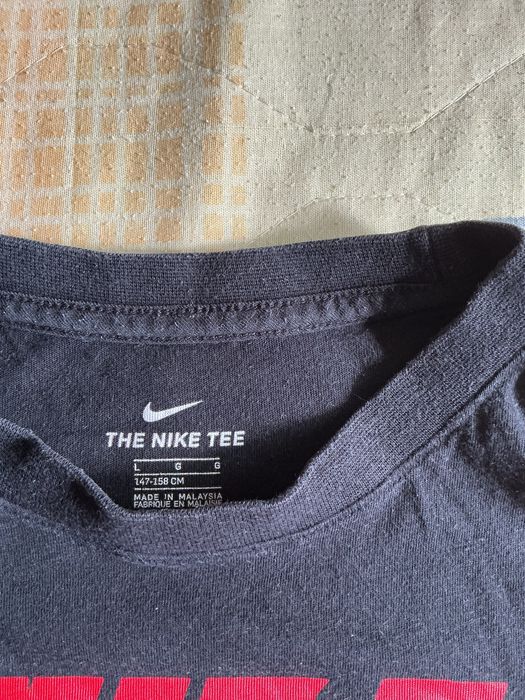 THE NIKE TEE
L G G
147-158 CM
MADE IN MALAYSIA
FABRIQUE EN MALAISIE